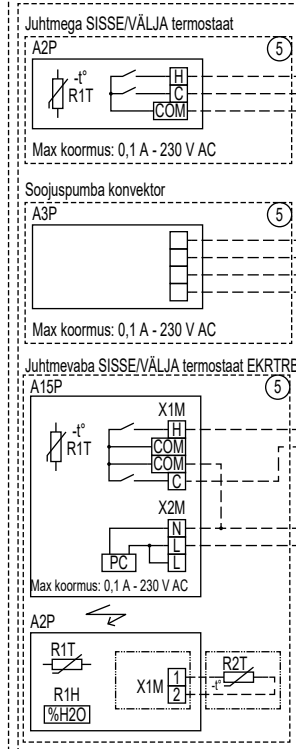 Juhtmega SISSE/VÄLJA termostaat
A2P
5
-t°
R1T
H
C
COM
Max koormus: 0,1 A - 230 V AC
Soojuspumba konvektor
A3P
5
Max koormus: 0,1 A - 230 V AC
Juhtmevaba SISSE/VÄLJA termostaat EKRTRE
A15P
5
X1M
-t°
R1T
H
COM
COM
C
X2M
N
L
L
PC
Max koormus: 0,1 A - 230 V AC
A2P
R1T
R1H
%H2O
X1M
1
2
R2T
-t°